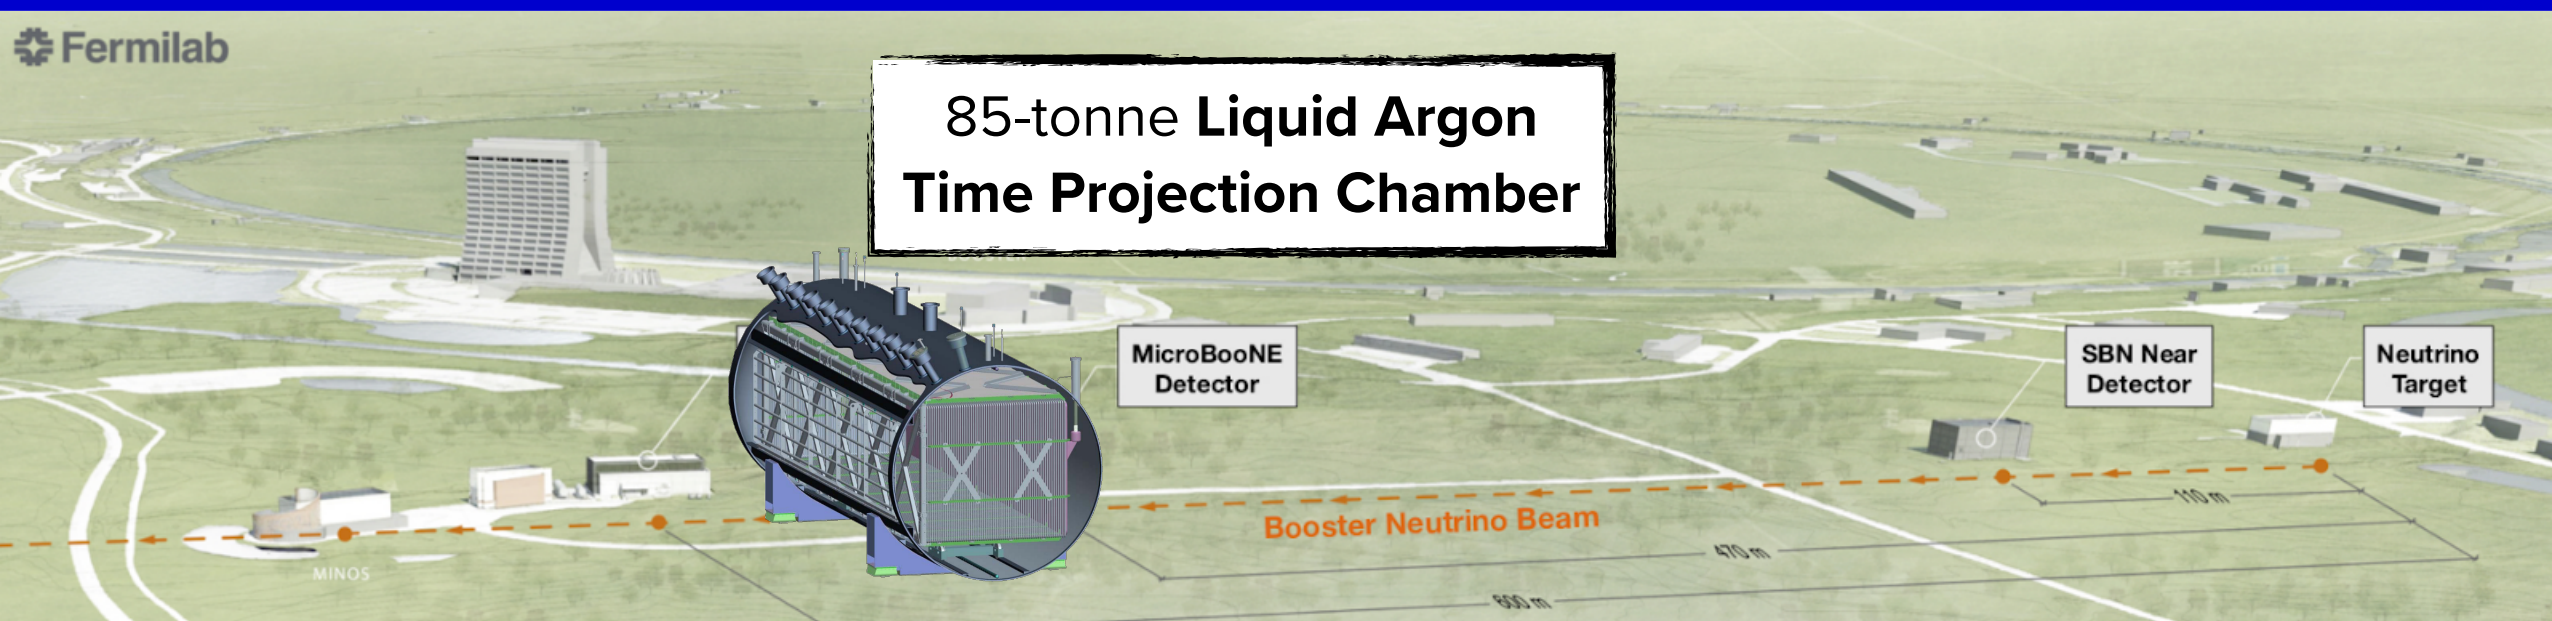 Fermilab
85-tonne Liquid Argon
Time Projection Chamber
MicroBooNE
Detector
SBN Near
Detector
Neutrino
Target
110 m
Booster Neutrino Beam
470 m
MINOS
600 m